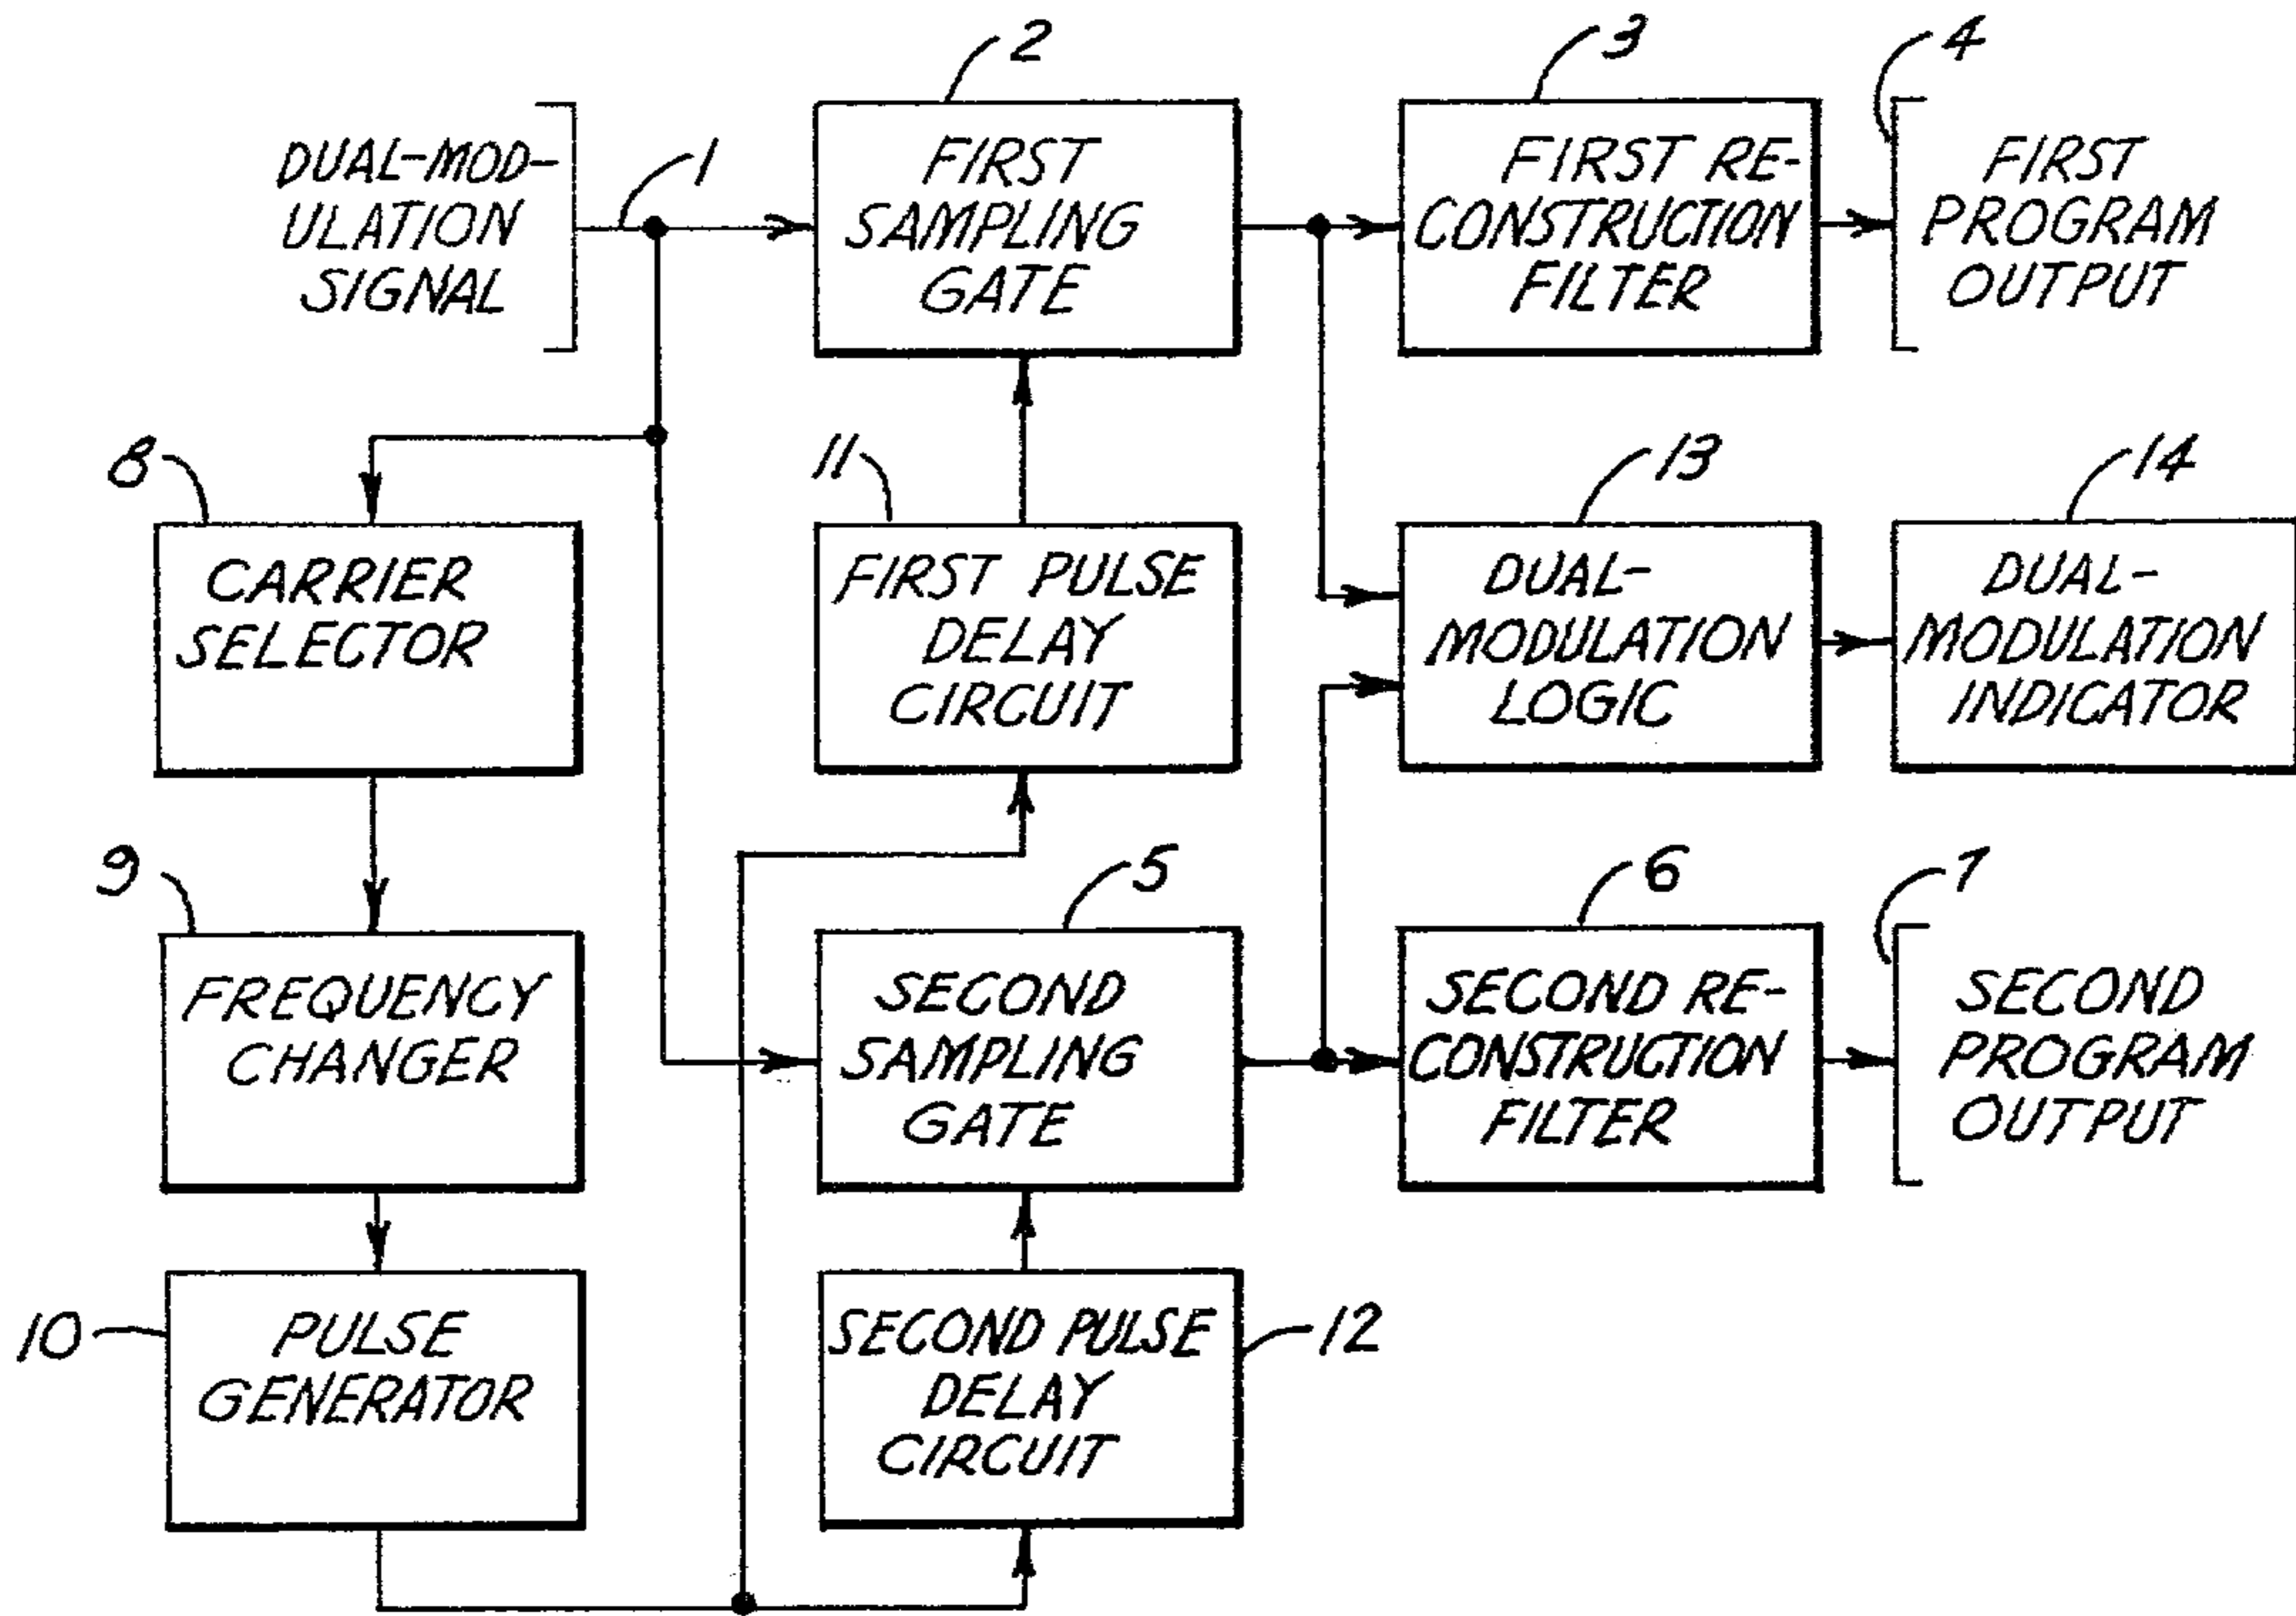 2
3
4
DUAL-MOD-
ULATION
SIGNAL
1
FIRST
SAMPLING
GATE
FIRST RE-
CONSTRUCTION
FILTER
FIRST
PROGRAM
OUTPUT
8
11
13
14
CARRIER
SELECTOR
FIRST PULSE
DELAY
CIRCUIT
DUAL-
MODULATION
LOGIC
DUAL-
MODULATION
INDICATOR
9
5
6
7
FREQUENCY
CHANGER
SECOND
SAMPLING
GATE
SECOND RE-
CONSTRUCTION
FILTER
SECOND
PROGRAM
OUTPUT
10
PULSE
GENERATOR
SECOND PULSE
DELAY
CIRCUIT
12